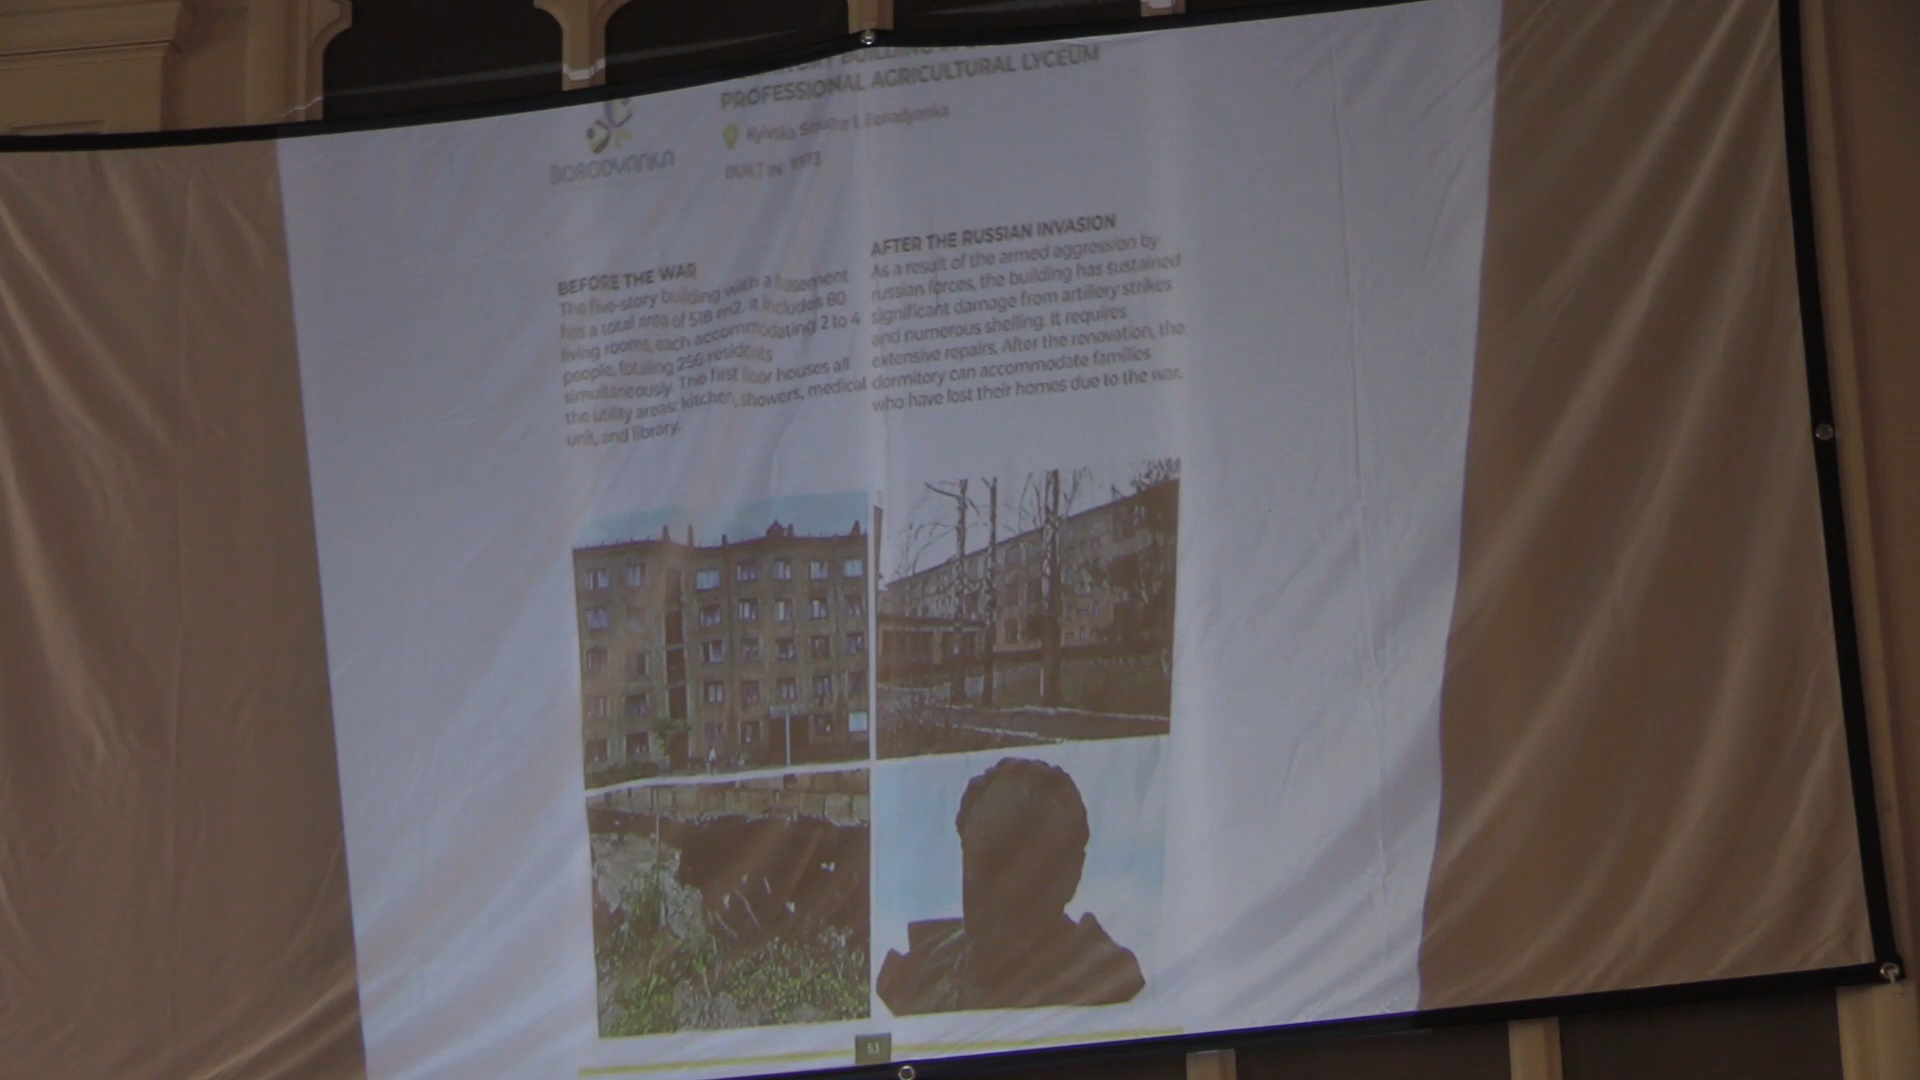 BUILDING
PROFESSIONAL AGRICULTURAL LYCEUM
Borodyanka
BORODYANKA
BUILT IN 1973
BEFORE THE WAR
The five-story building with a basement
has a total area of 518 m2. It includes 80
living rooms, each accommodating 2 to 4
people, totaling 256 residents
simultaneously. The first floor houses all
the utility areas: kitchen, showers, medical
unit, and library.
AFTER THE RUSSIAN INVASION
As a result of the armed aggression by
russian forces, the building has sustained
significant damage from artillery strikes
and numerous shelling. It requires
extensive repairs. After the renovation, the
dormitory can accommodate families
who have lost their homes due to the war.
53